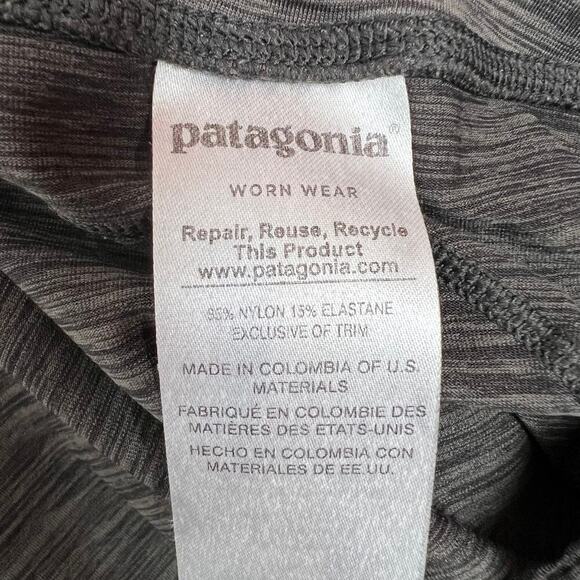 patagonia®
WORN WEAR
Repair, Reuse, Recycle
This Product
www.patagonia.com
85% NYLON 15% ELASTANE
EXCLUSIVE OF TRIM
MADE IN COLOMBIA OF U.S.
MATERIALS
FABRIQUÉ EN COLOMBIE DES
MATIÈRES DES ETATS-UNIS
HECHO EN COLOMBIA CON
MATERIALES DE EE.UU.